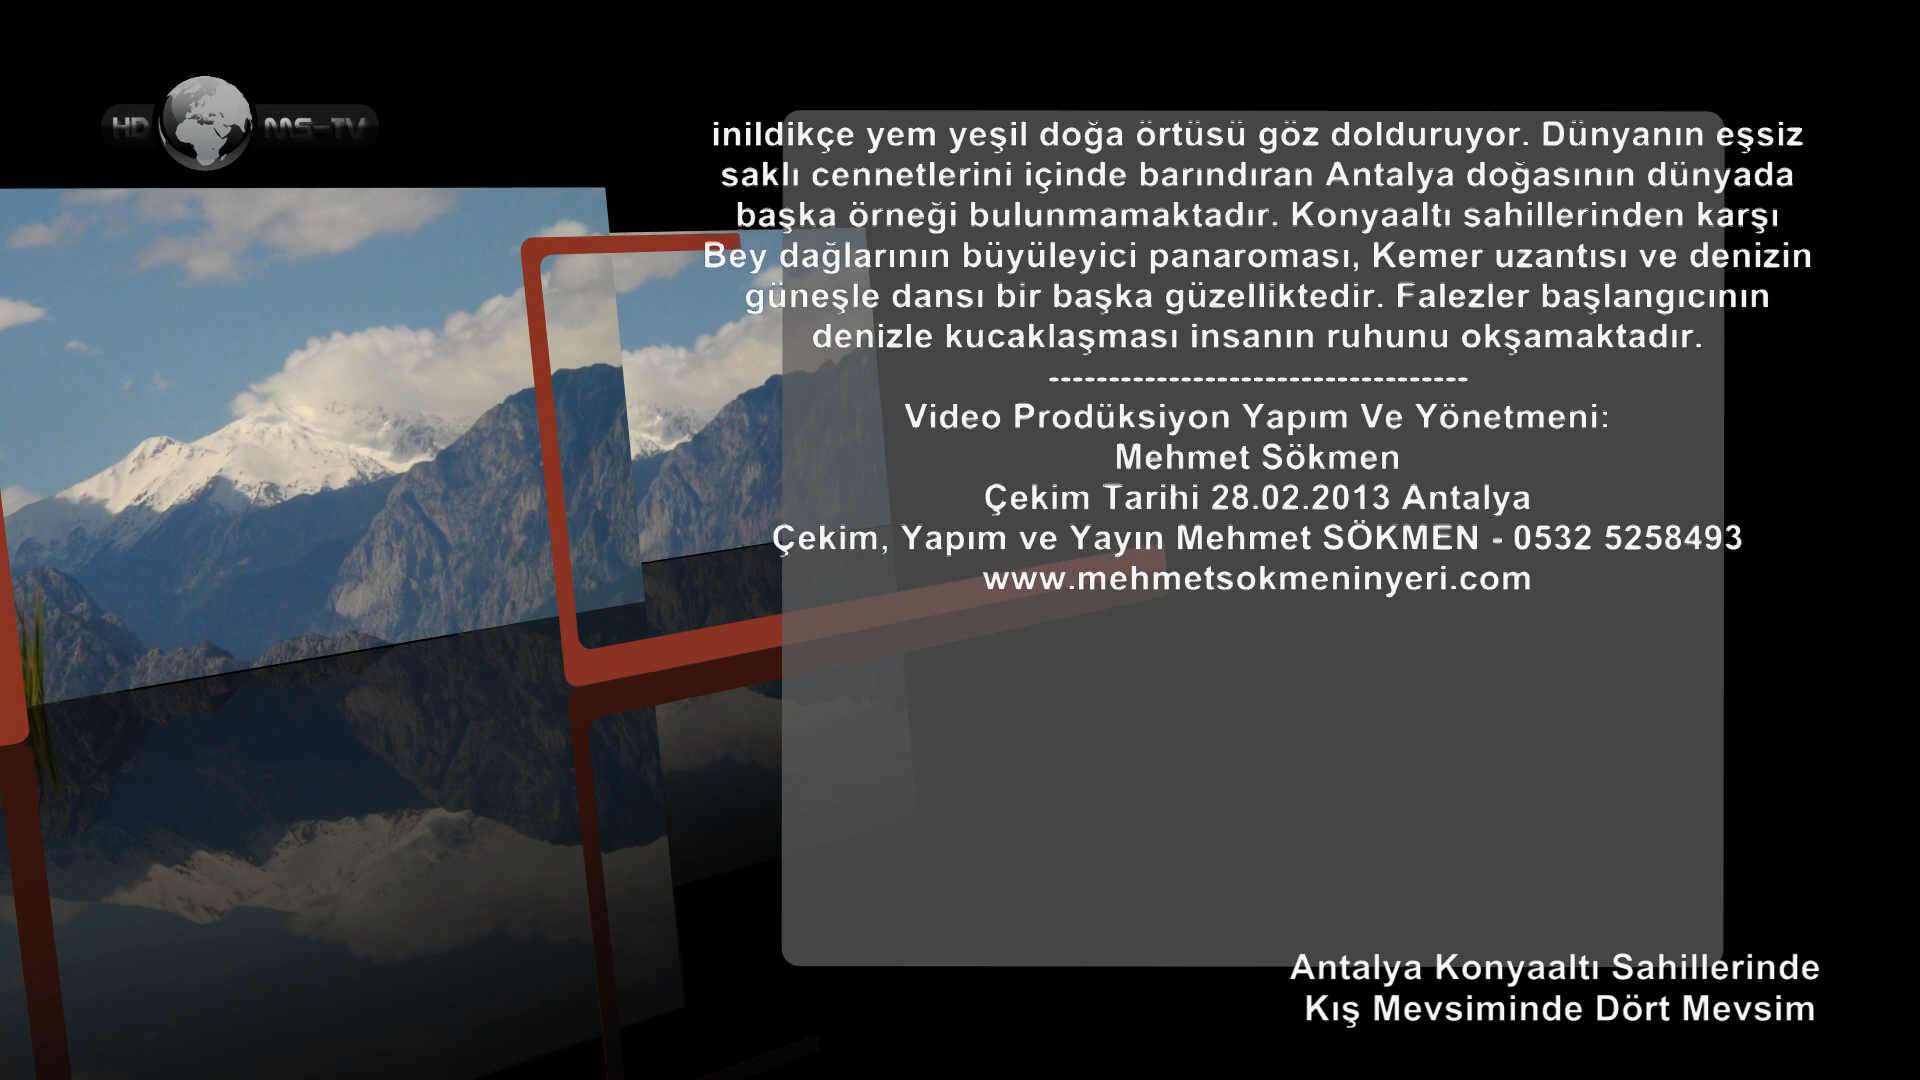 HD MS-TV
inildikçe yem yeşil doğa örtüsü göz dolduruyor. Dünyanın eşsiz
saklı cennetlerini içinde barındıran Antalya doğasının dünyada
başka örneği bulunmamaktadır. Konyaaltı sahillerinden karşı
Bey dağlarının büyüleyici panaroması, Kemer uzantısı ve denizin
güneşle dansı bir başka güzelliktedir. Falezler başlangıcının
denizle kucaklaşması insanın ruhunu okşamaktadır.
-----------------------------------
Video Prodüksiyon Yapım Ve Yönetmeni:
Mehmet Sökmen
Çekim Tarihi 28.02.2013 Antalya
Çekim, Yapım ve Yayın Mehmet SÖKMEN - 0532 5258493
www.mehmetsokmeninyeri.com
Antalya Konyaaltı Sahillerinde
Kış Mevsiminde Dört Mevsim